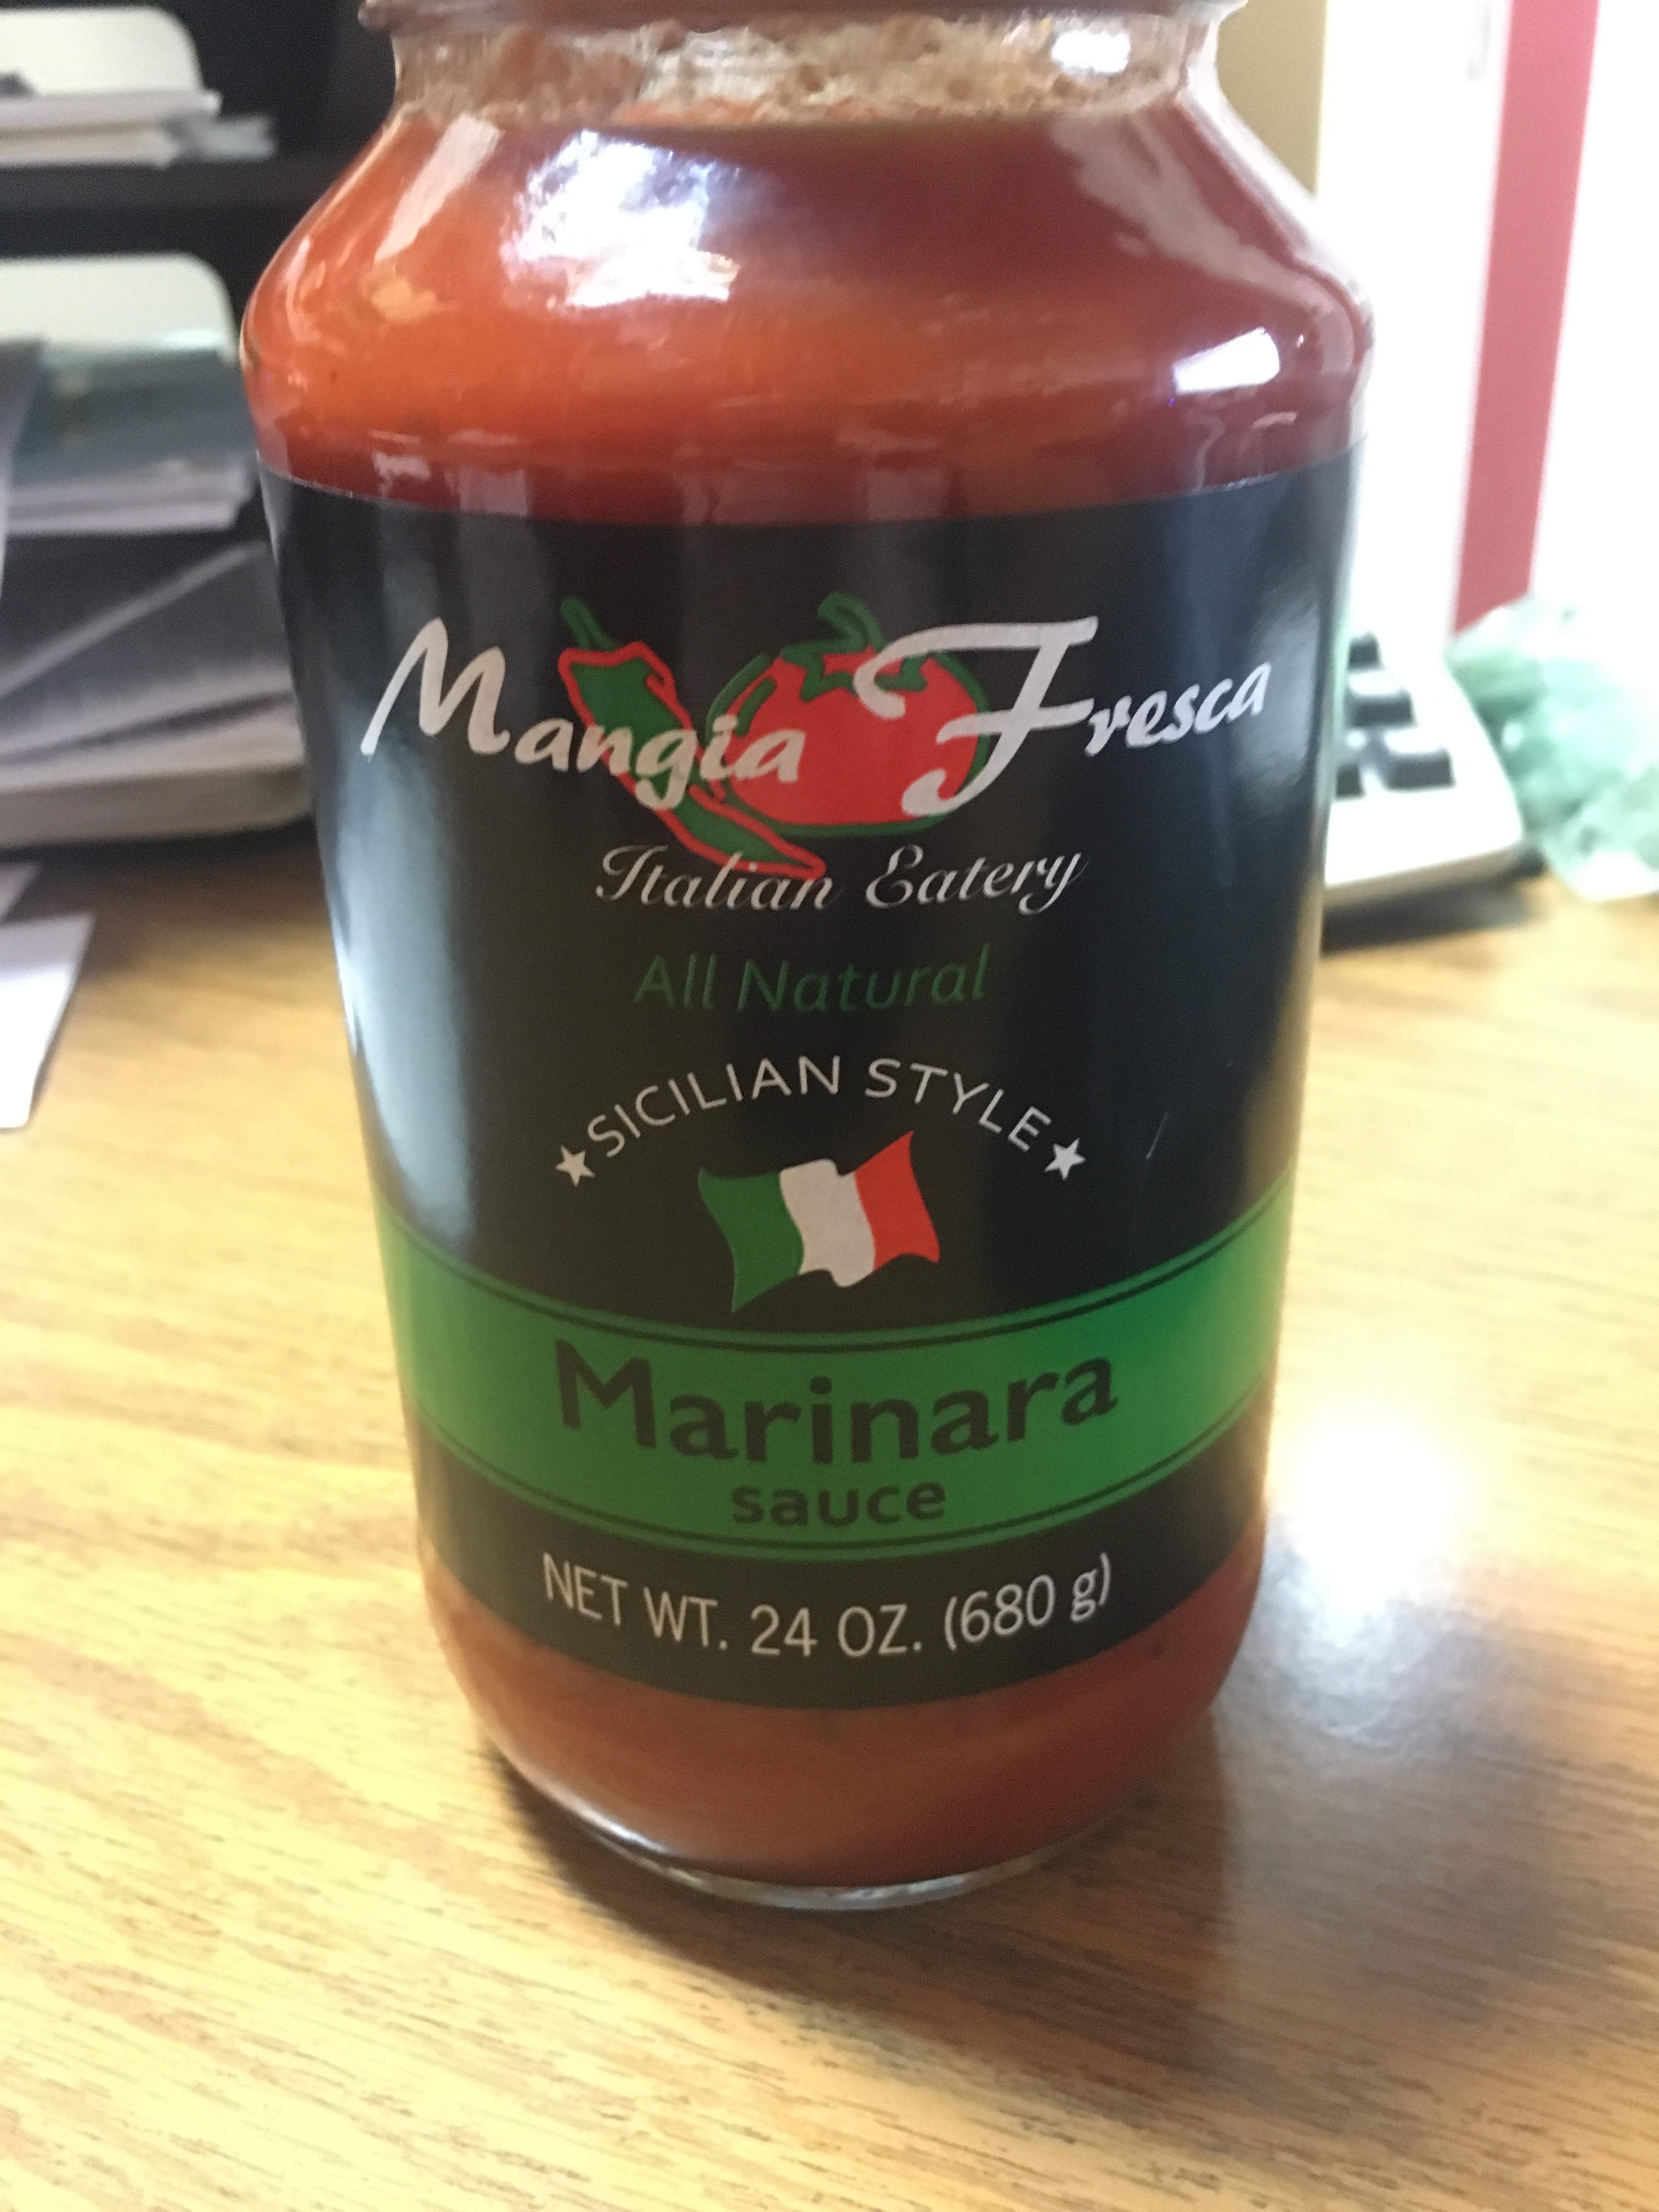 Mangia Fresca
Italian Eatery
All Natural
★SICILIAN STYLE★
Marinara
sauce
NET WT. 24 OZ. (680 g)